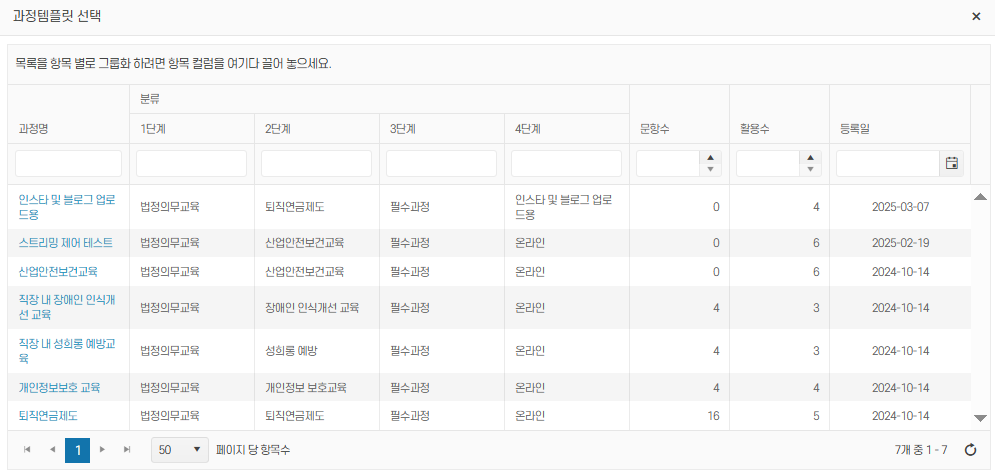 과정템플릿 선택
목록을 항목 별로 그룹화 하려면 항목 컬럼을 여기다 끌어 놓으세요.
분류
과정명 1단계 2단계 3단계 4단계 문항수 활용수 등록일
인스타 및 블로그 업로
드용 법정의무교육 퇴직연금제도 필수과정 인스타 및 블로그 업로
드용 0 4 2025-03-07
스트리밍 제어 테스트 법정의무교육 산업안전보건교육 필수과정 온라인 0 6 2025-02-19
산업안전보건교육 법정의무교육 산업안전보건교육 필수과정 온라인 0 6 2024-10-14
직장 내 장애인 인식개
선 교육 법정의무교육 장애인 인식개선 교육 필수과정 온라인 4 3 2024-10-14
직장 내 성희롱 예방교
육 법정의무교육 성희롱 예방 필수과정 온라인 4 3 2024-10-14
개인정보보호 교육 법정의무교육 개인정보 보호교육 필수과정 온라인 4 4 2024-10-14
퇴직연금제도 법정의무교육 퇴직연금제도 필수과정 온라인 16 5 2024-10-14
1 50 페이지 당 항목수 7개 중 1 - 7